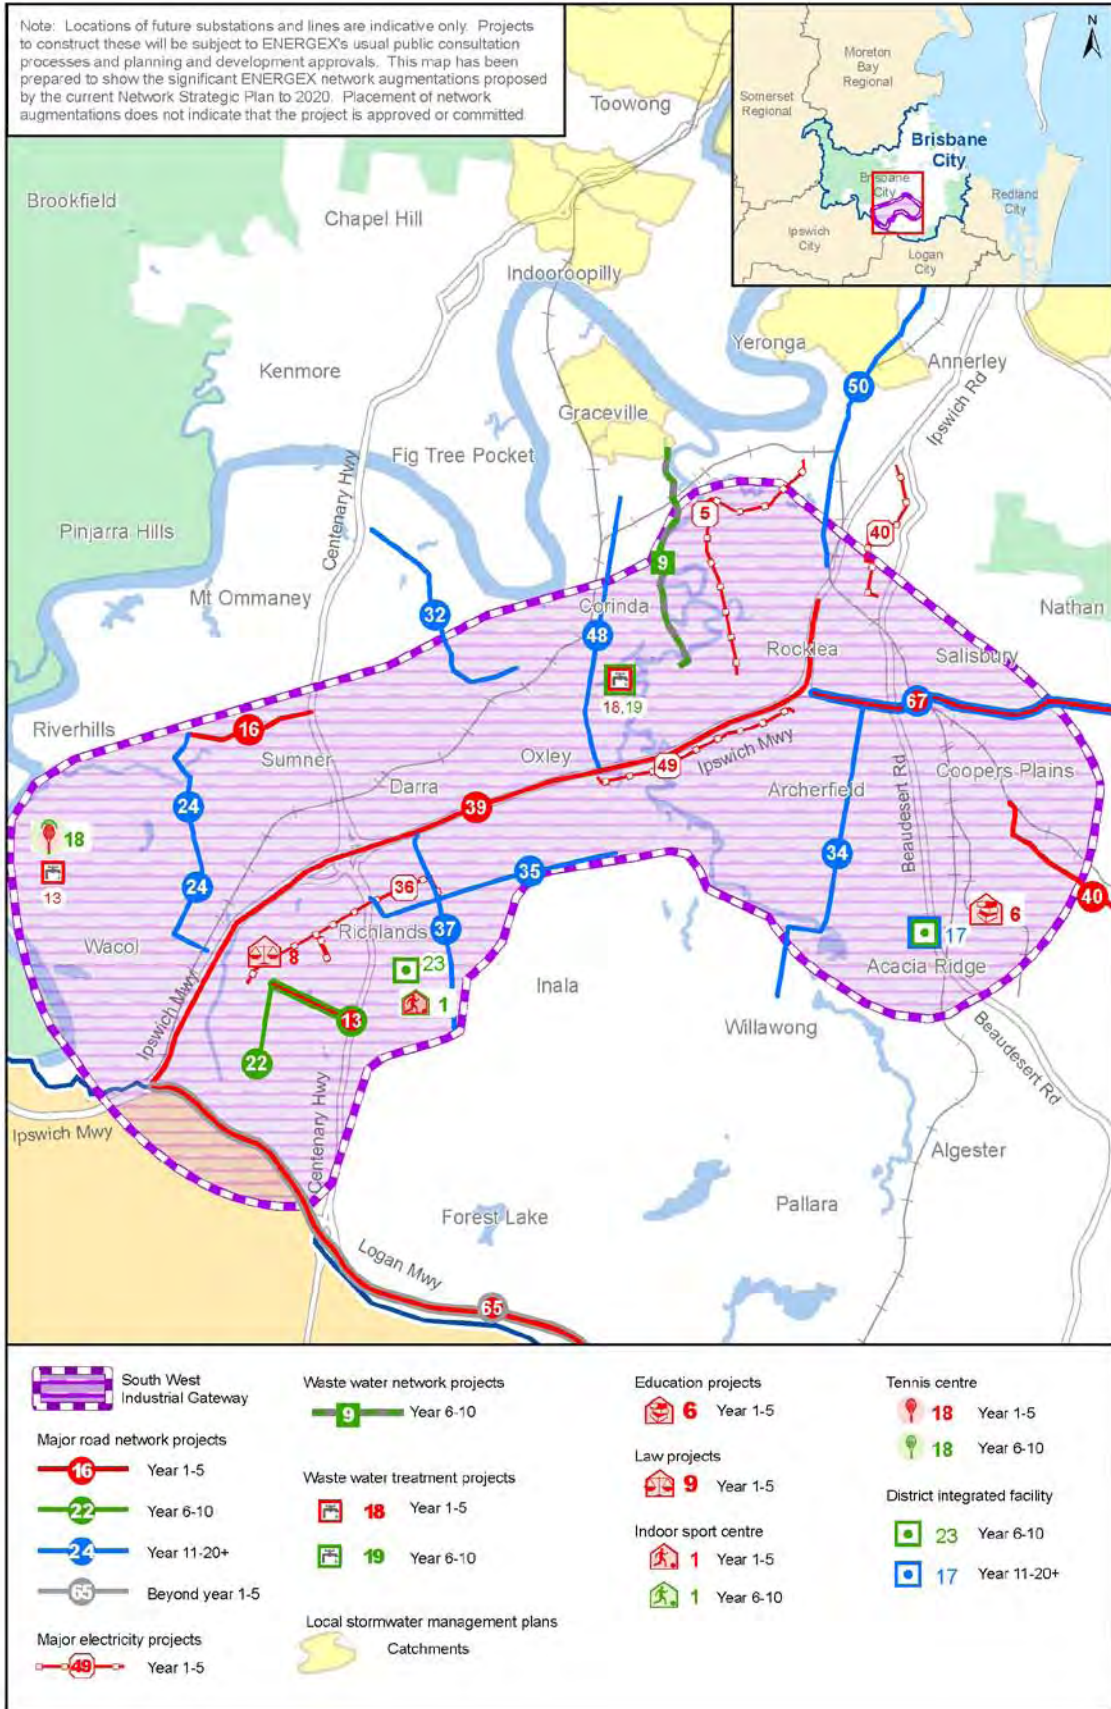 Note: Locations of future substations and lines are indicative only. Projects
to construct these will be subject to ENERGEX's usual public consultation
processes and planning and development approvals. This map has been
prepared to show the significant ENERGEX network augmentations proposed
by the current Network Strategic Plan to 2020. Placement of network
augmentations does not indicate that the project is approved or committed
N
Moreton
Bay
Regional
Somerset
Regional
Brisbane
City
Brisbane
City
Redland
City
Ipswich
City
Logan
City
Toowong
Brookfield
Chapel Hill
Indooroopilly
Yeronga
Annerley
Kenmore
50
Graceville
Ipswich Rd
Fig Tree Pocket
Centenary Hwy
5
40
Pinjarra Hills
9
Mt Ommaney
32
Corinda
48
Nathan
Rocklea
Salisbury
18,19
67
Riverhills
16
Sumner
Oxley
49
Ipswich Mwy
Coopers Plains
Darra
Archerfield
24
39
18
Beaudesert Rd
34
13
24
36
35
40
Wacol
Richlands
37
6
8
17
23
Acacia Ridge
Inala
1
13
Ipswich Mwy
Willawong
22
Beaudesert Rd
Ipswich Mwy
Centenary Hwy
Algester
Forest Lake
Pallara
Logan Mwy
65
South West
Industrial Gateway
Major road network projects
16 Year 1-5
22 Year 6-10
24 Year 11-20+
65 Beyond year 1-5
Major electricity projects
49 Year 1-5
Waste water network projects
9 Year 6-10
Waste water treatment projects
18 Year 1-5
19 Year 6-10
Local stormwater management plans
Catchments
Education projects
6 Year 1-5
Law projects
9 Year 1-5
Indoor sport centre
1 Year 1-5
1 Year 6-10
Tennis centre
18 Year 1-5
18 Year 6-10
District integrated facility
23 Year 6-10
17 Year 11-20+